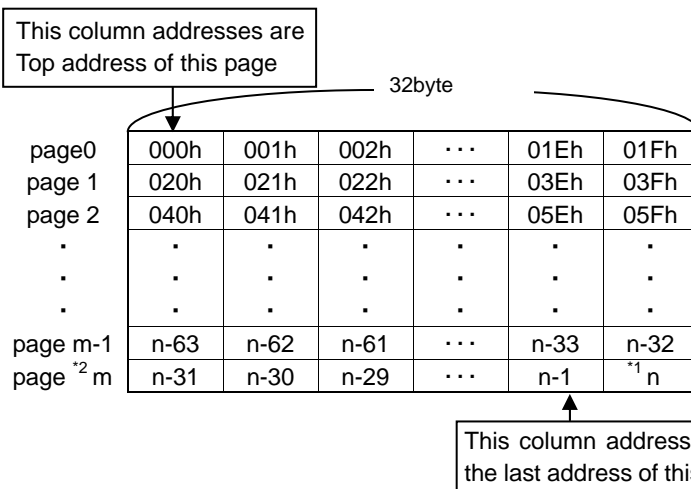 This column addresses are
Top address of this page
32byte
page0 000h 001h 002h ··· 01Eh 01Fh
page 1 020h 021h 022h ··· 03Eh 03Fh
page 2 040h 041h 042h ··· 05Eh 05Fh
. . . . . . .
. . . . . . .
. . . . . . .
page m-1 n-63 n-62 n-61 ··· n-33 n-32
page *2 m n-31 n-30 n-29 ··· n-1 *1 n
This column address
the last address of this